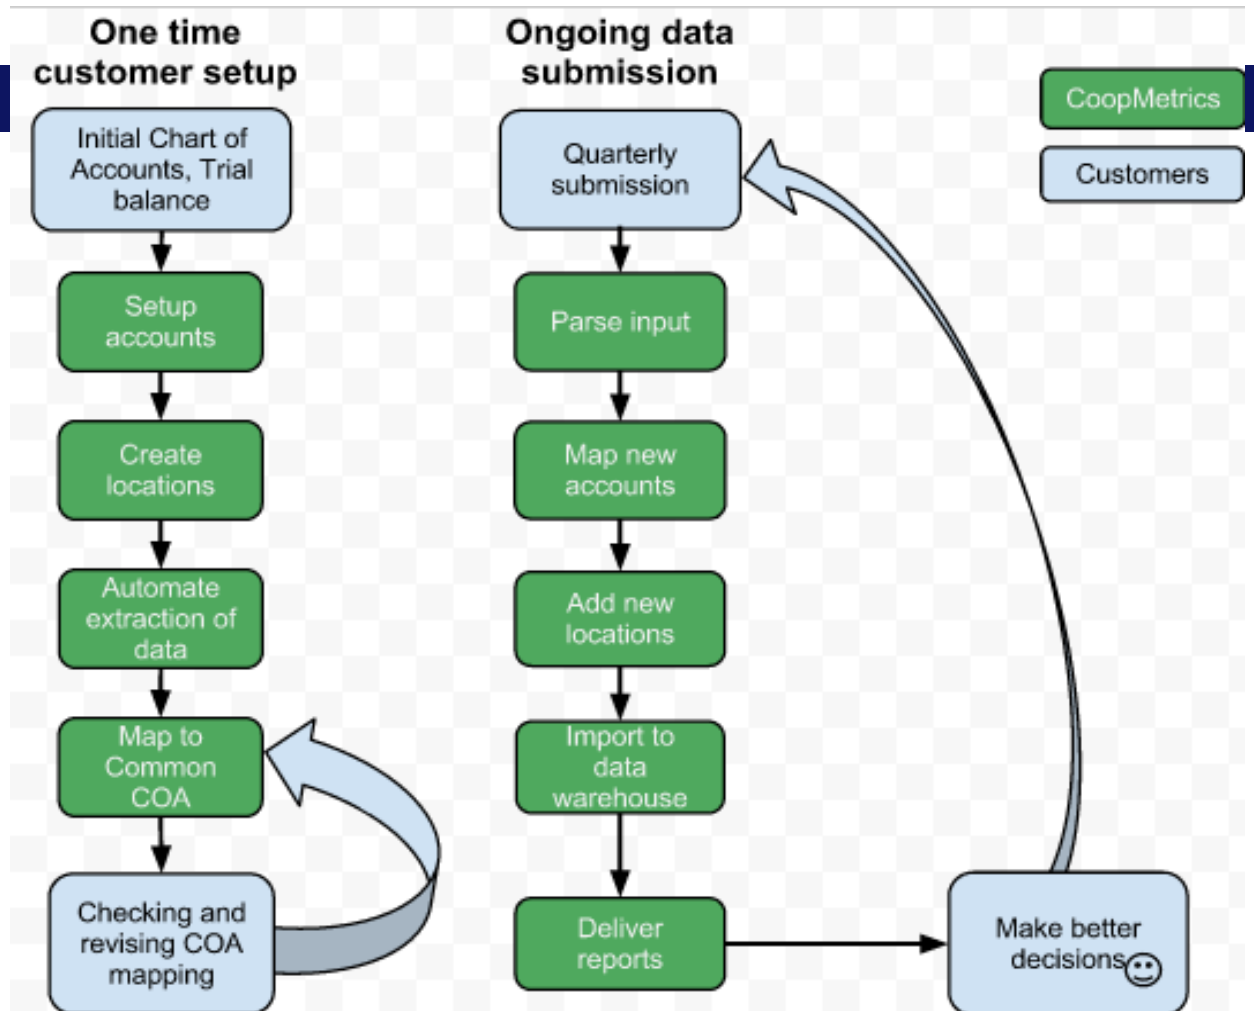 One time
customer setup
Initial Chart of
Accounts, Trial
balance
Setup
accounts
Create
locations
Automate
extraction of
data
Map to
Common
COA
Checking and
revising COA
mapping
Ongoing data
submission
Quarterly
submission
Parse input
Map new
accounts
Add new
locations
Import to
data
warehouse
Deliver
reports
Make better
decisions
CoopMetrics
Customers